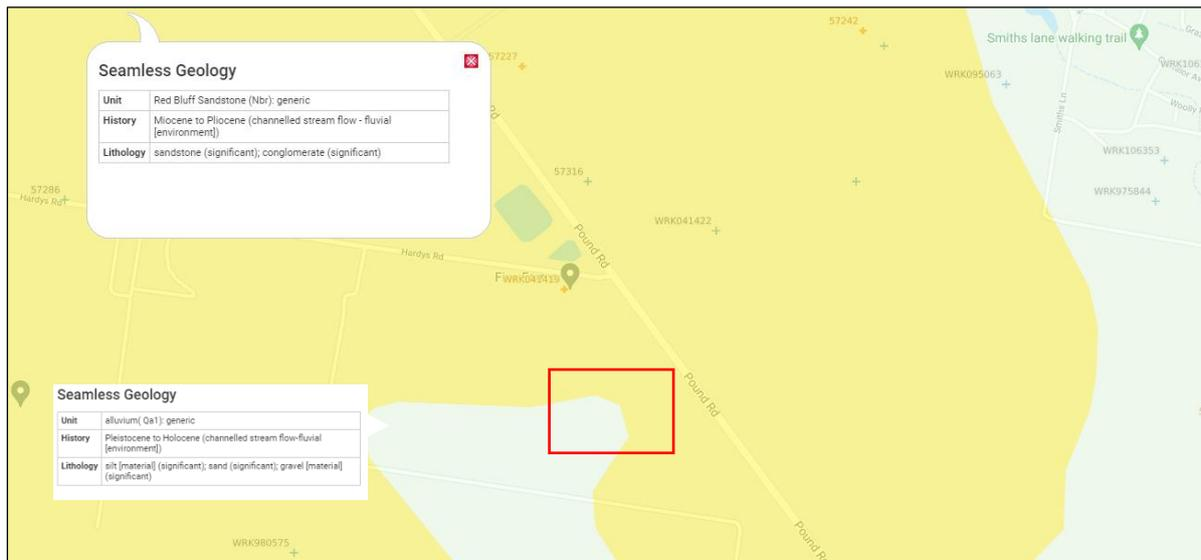 57242
Smiths lane walking trail
Seamless Geology
57227
WRK095063
Unit Red Bluff Sandstone (Nbr): generic
History Miocene to Pliocene (channelled stream flow - fluvial
[environment])
Lithology sandstone (significant); conglomerate (significant)
Smiths Ln
WRK106353
57316
57286
WRK975844
Hardys Rd
WRK041422
Pound Rd
Hardys Rd
WRK041419
Pound Rd
Seamless Geology
Unit alluvium( Qa1): generic
History Pleistocene to Holocene (channelled stream flow-fluvial
[environment])
Lithology silt [material] (significant); sand (significant); gravel [material]
(significant)
Pound Rd
WRK980575